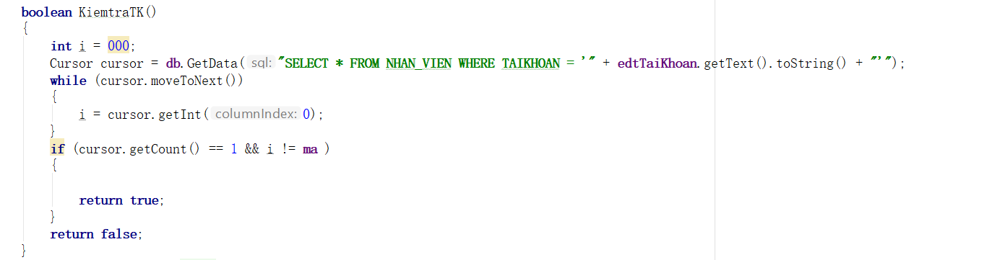 boolean KiemtraTK()
{
int i = 000;
Cursor cursor = db.GetData( sql: "SELECT * FROM NHAN_VIEN WHERE TAIKHOAN = '" + edtTaiKhoan.getText().toString() + "'");
while (cursor.moveToNext())
{
i = cursor.getInt( columnIndex: 0);
}
if (cursor.getCount() == 1 && i != ma )
{
return true;
}
return false;
}